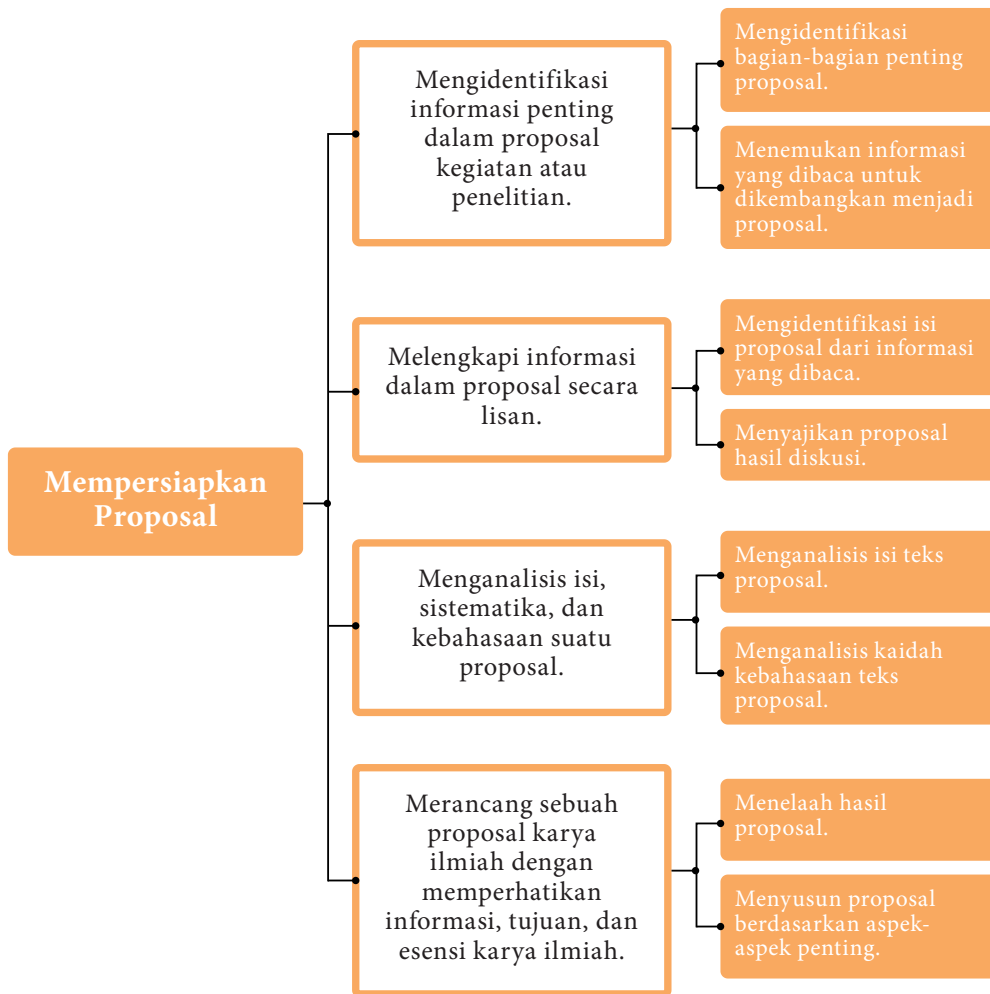 Mempersiapkan
Proposal
Mengidentifikasi
informasi penting
dalam proposal
kegiatan atau
penelitian.
Mengidentifikasi
bagian-bagian penting
proposal.
Menemukan informasi
yang dibaca untuk
dikembangkan menjadi
proposal.
Melengkapi informasi
dalam proposal secara
lisan.
Mengidentifikasi isi
proposal dari informasi
yang dibaca.
Menyajikan proposal
hasil diskusi.
Menganalisis isi,
sistematika, dan
kebahasaan suatu
proposal.
Menganalisis isi teks
proposal.
Menganalisis kaidah
kebahasaan teks
proposal.
Merancang sebuah
proposal karya
ilmiah dengan
memperhatikan
informasi, tujuan, dan
esensi karya ilmiah.
Menelaah hasil
proposal.
Menyusun proposal
berdasarkan aspek-
aspek penting.